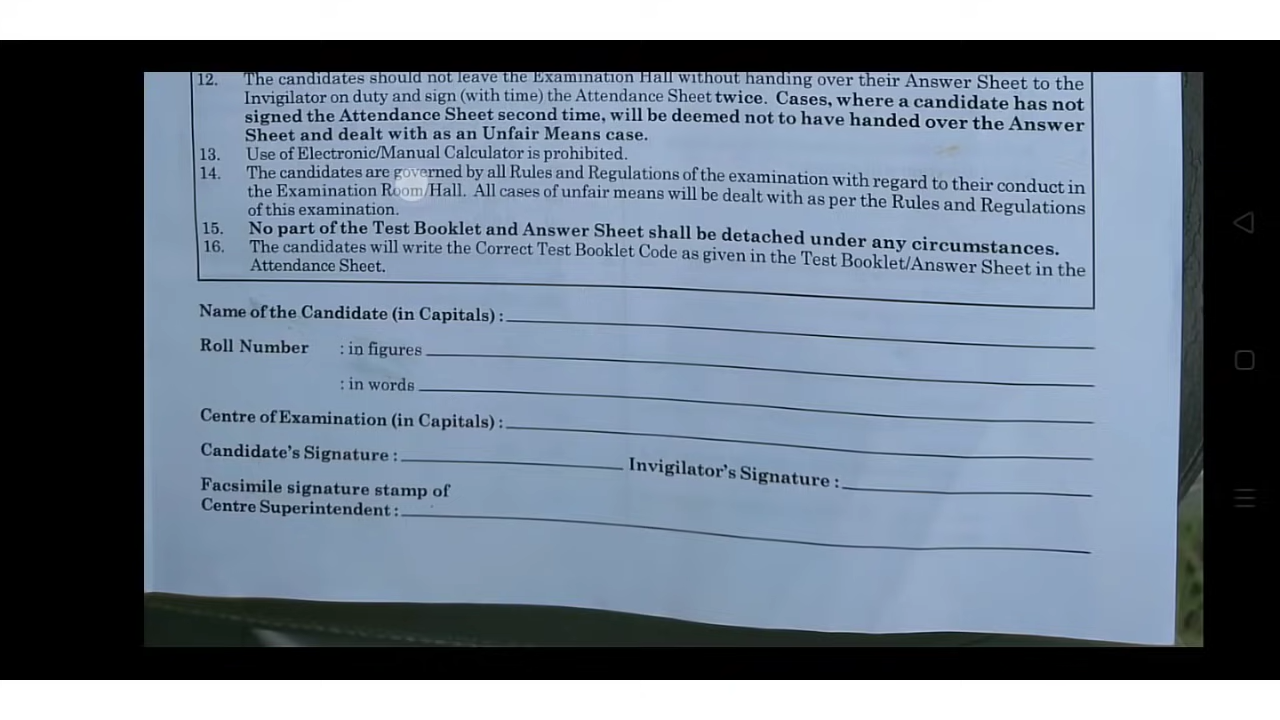 12. The candidates should not leave the Examination Hall without handing over their Answer Sheet to the
Invigilator on duty and sign (with time) the Attendance Sheet twice. Cases, where a candidate has not
signed the Attendance Sheet second time, will be deemed not to have handed over the Answer
Sheet and dealt with as an Unfair Means case.
13. Use of Electronic/Manual Calculator is prohibited.
14. The candidates are governed by all Rules and Regulations of the examination with regard to their conduct in
the Examination Room/Hall. All cases of unfair means will be dealt with as per the Rules and Regulations
of this examination.
15. No part of the Test Booklet and Answer Sheet shall be detached under any circumstances.
16. The candidates will write the Correct Test Booklet Code as given in the Test Booklet/Answer Sheet in the
Attendance Sheet.
Name of the Candidate (in Capitals) :
Roll Number : in figures
: in words
Centre of Examination (in Capitals) :
Candidate's Signature : Invigilator's Signature :
Facsimile signature stamp of
Centre Superintendent :